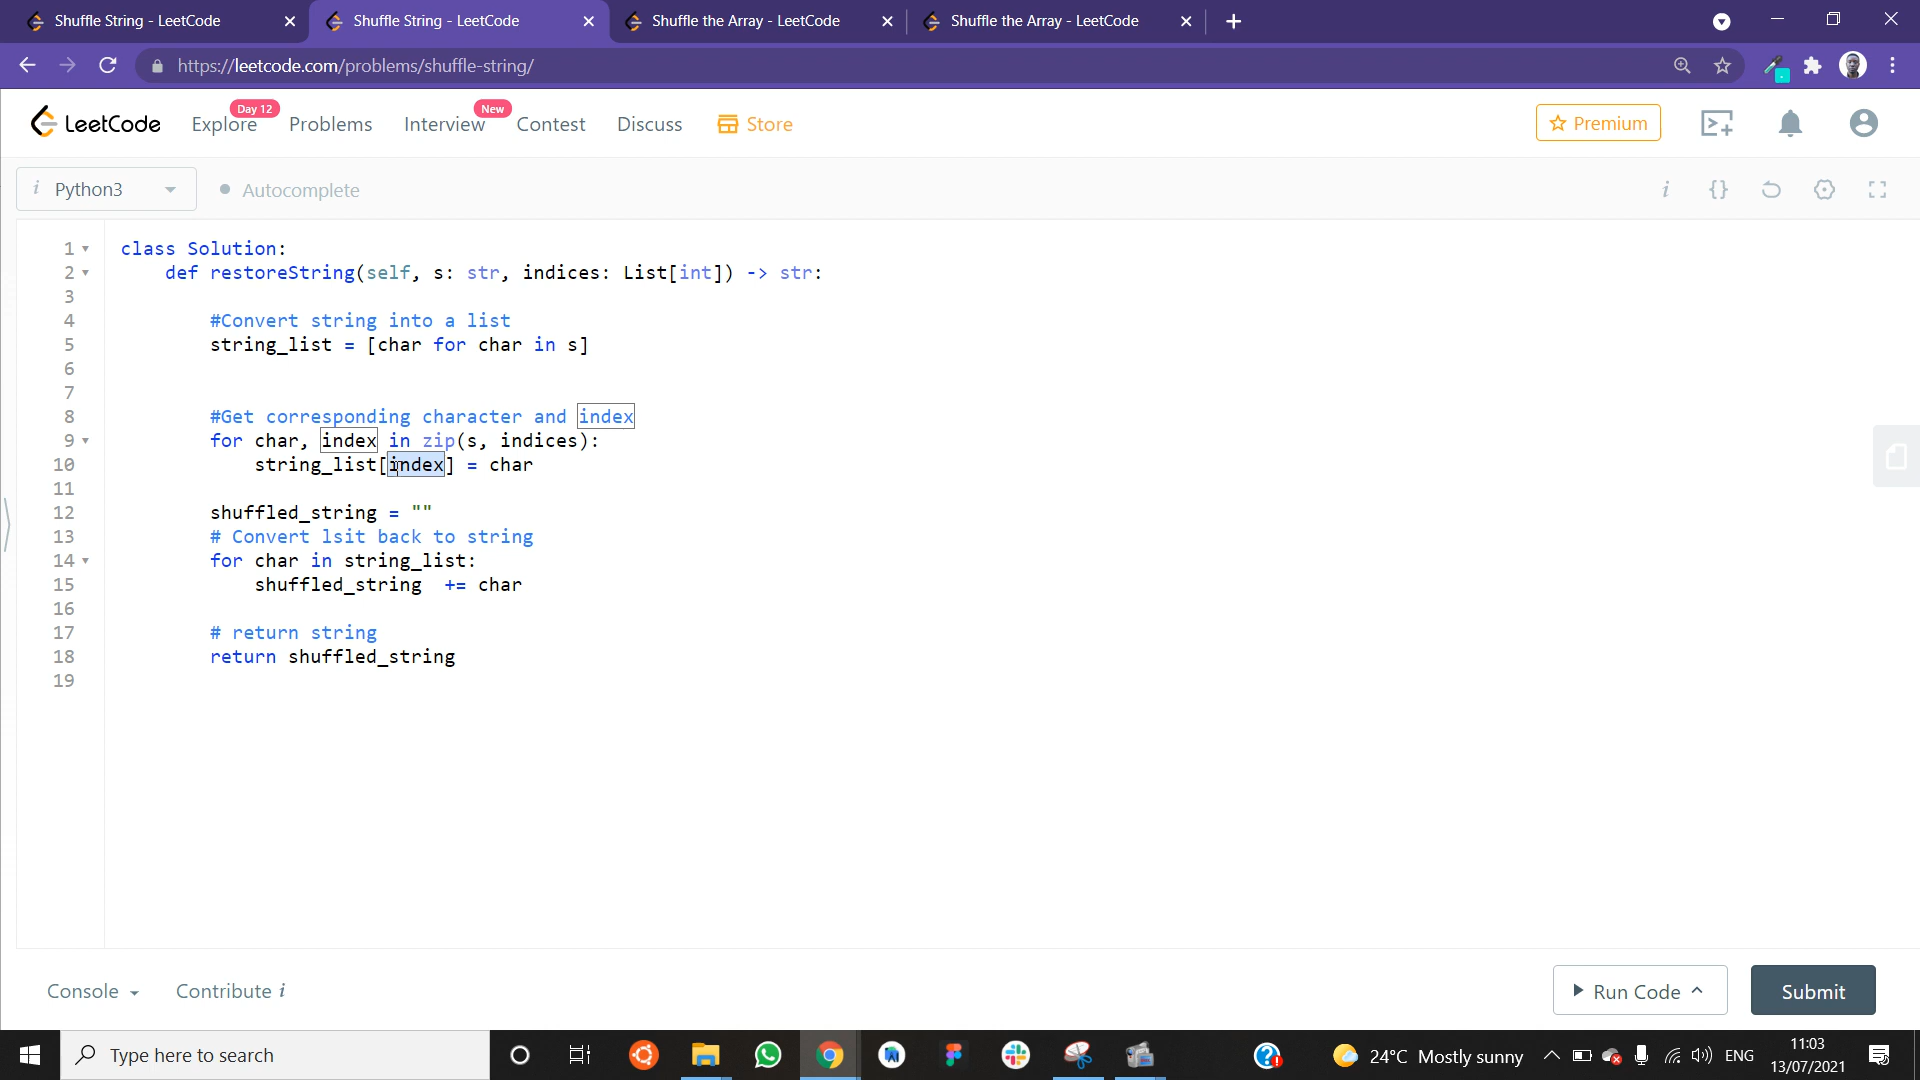 Shuffle String - LeetCode
Shuffle String - LeetCode
Shuffle the Array - LeetCode
Shuffle the Array - LeetCode
https://leetcode.com/problems/shuffle-string/
LeetCode
Explore
Day 12
Problems
Interview
New
Contest
Discuss
Store
Premium
i Python3
Autocomplete
i
{}
1 class Solution:
2 def restoreString(self, s: str, indices: List[int]) -> str:
3
4 #Convert string into a list
5 string_list = [char for char in s]
6
7
8 #Get corresponding character and index
9 for char, index in zip(s, indices):
10 string_list[index] = char
11
12 shuffled_string = ""
13 # Convert lsit back to string
14 for char in string_list:
15 shuffled_string += char
16
17 # return string
18 return shuffled_string
19
Console
Contribute i
Run Code
Submit
Type here to search
24°C Mostly sunny
ENG
11:03
13/07/2021